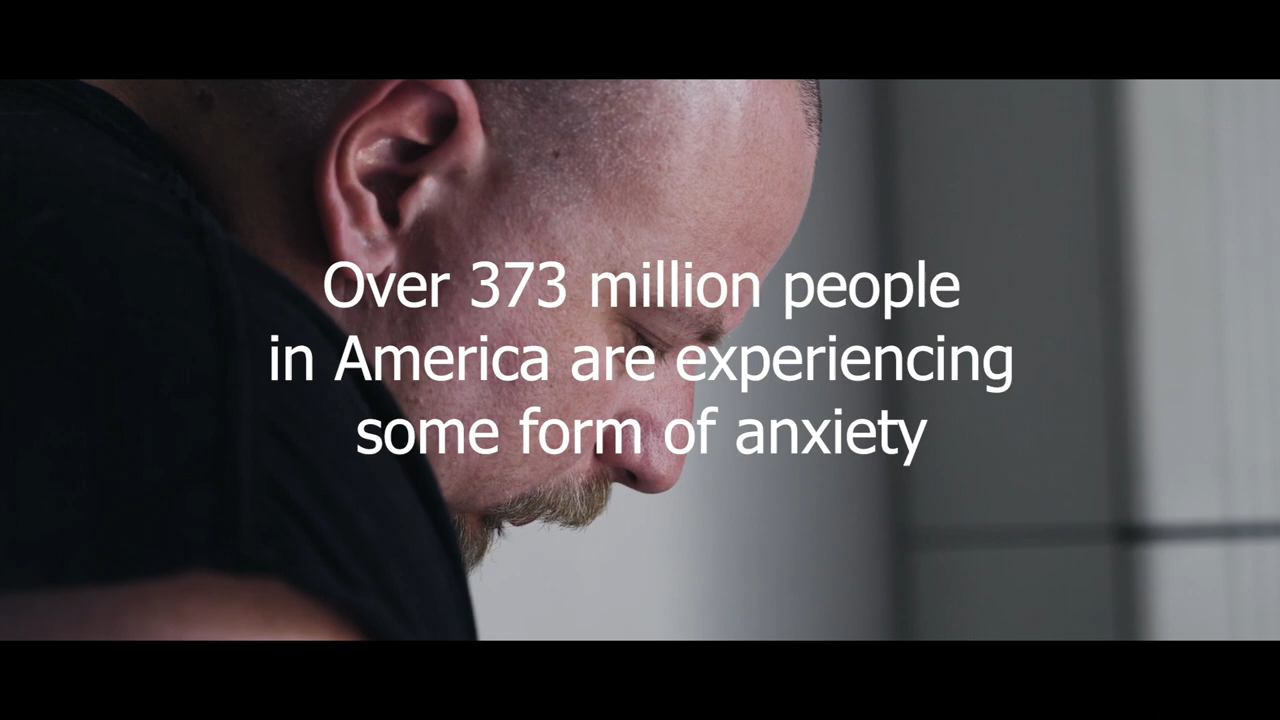 Over 373 million people
in America are experiencing
some form of anxiety